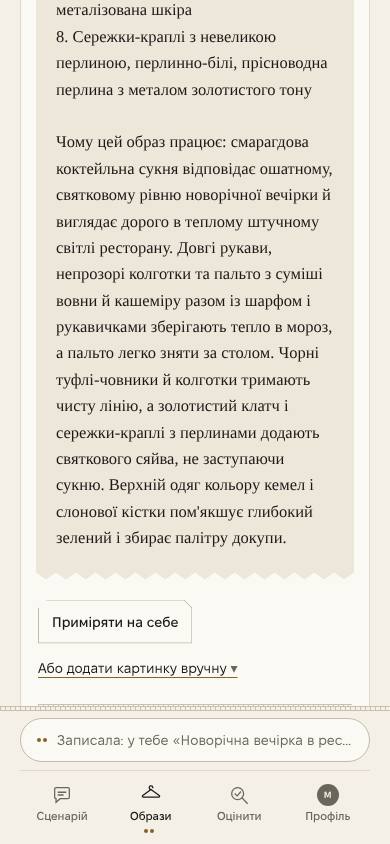 металізована шкіра
8. Сережки-краплі з невеликою
перлиною, перлинно-білі, прісноводна
перлина з металом золотистого тону
Чому цей образ працює: смарагдова
коктейльна сукня відповідає ошатному,
святковому рівню новорічної вечірки й
виглядає дорого в теплому штучному
світлі ресторану. Довгі рукави,
непрозорі колготки та пальто з суміші
вовни й кашеміру разом із шарфом і
рукавичками зберігають тепло в мороз,
а пальто легко зняти за столом. Чорні
туфлі-човники й колготки тримають
чисту лінію, а золотистий клатч і
сережки-краплі з перлинами додають
святкового сяйва, не заступаючи
сукню. Верхній одяг кольору кемел і
слонової кістки пом'якшує глибокий
зелений і збирає палітру докупи.
Приміряти на себе
Або додати картинку вручну ▾
Записала: у тебе «Новорічна вечірка в рес...
Сценарій
Образи
Оцінити
М
Профіль